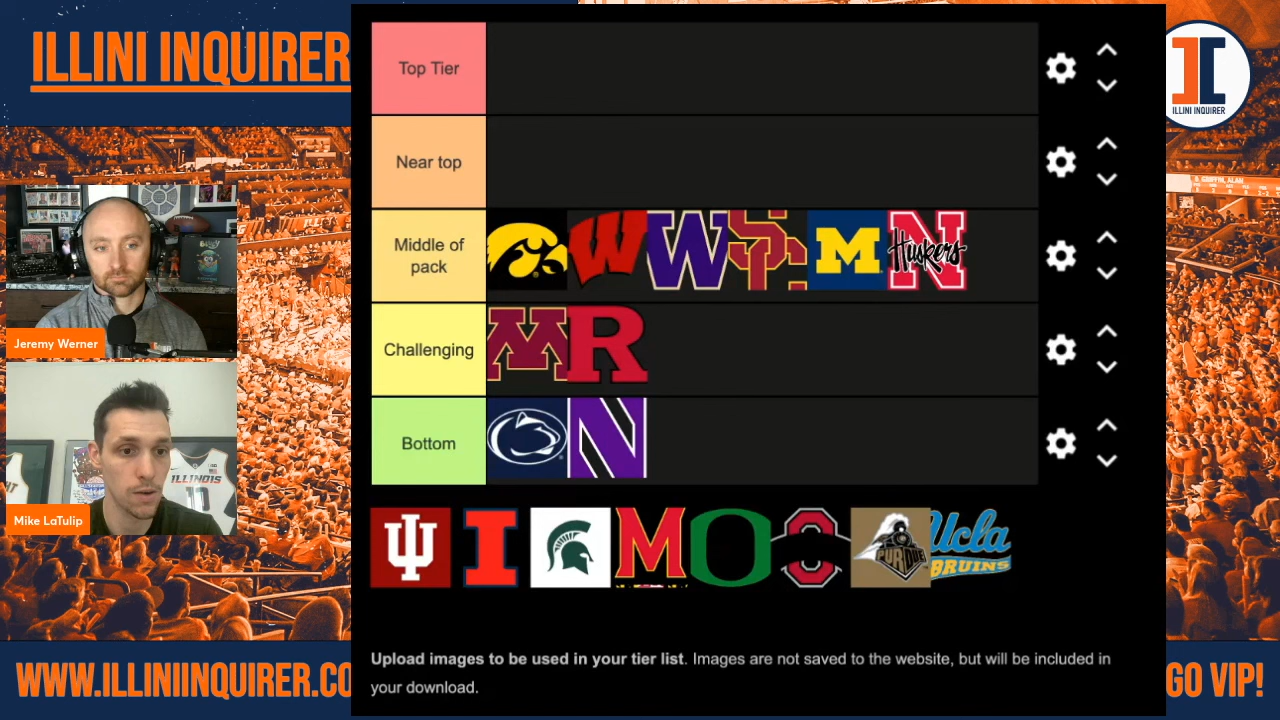 ILLINI INQUIRER
ILLINI INQUIRER
Top Tier
Near top
Middle of
pack
Huskers
Challenging
Bottom
Jeremy Werner
ILLINOIS
Mike LaTulip
PURDUE
Ucla
BRUINS
Upload images to be used in your tier list. Images are not saved to the website, but will be included in
your download.
WWW.ILLINIINQUIRER.CO
GO VIP!